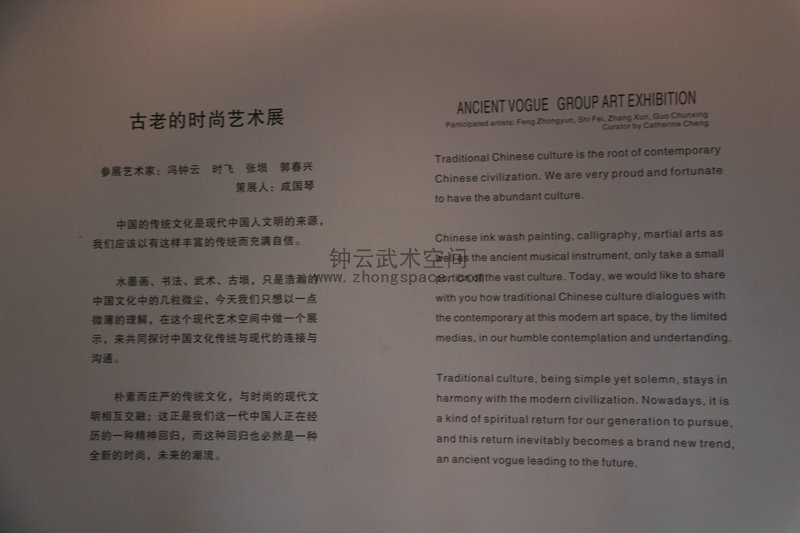 古老的时尚艺术展
参展艺术家：冯钟云 时飞 张埙 郭春兴
策展人：成国琴
中国的传统文化是现代中国人文明的来源，
我们应该以有这样丰富的传统而充满自信。
水墨画、书法、武术、古埙，只是浩瀚的
中国文化中的几粒微尘，今天我们只想以一点
微薄的理解，在这个现代艺术空间中做一个展
示，来共同探讨中国文化传统与现代的连接与
沟通。
朴素而庄严的传统文化，与时尚的现代文
明相互交融；这正是我们这一代中国人正在经
历的一种精神回归，而这种回归也必然是一种
全新的时尚，未来的潮流。
ANCIENT VOGUE GROUP ART EXHIBITION
Participated artists: Feng Zhongyun, Shi Fei, Zhang Xun, Guo Chunxing
Curator by Catherine Cheng
Traditional Chinese culture is the root of contemporary
Chinese civilization. We are very proud and fortunate
to have the abundant culture.
Chinese ink wash painting, calligraphy, martial arts as
well as the ancient musical instrument, only take a small
portion of the vast culture. Today, we would like to share
with you how traditional Chinese culture dialogues with
the contemporary at this modern art space, by the limited
medias, in our humble contemplation and undertanding.
Traditional culture, being simple yet solemn, stays in
harmony with the modern civilization. Nowadays, it is
a kind of spiritual return for our generation to pursue,
and this return inevitably becomes a brand new trend,
an ancient vogue leading to the future.
钟云武术空间
www.zhongspace.com